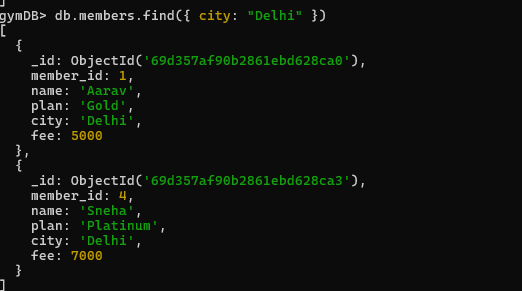 ]
gymDB> db.members.find({ city: "Delhi" })
[
  {
    _id: ObjectId('69d357af90b2861ebd628ca0'),
    member_id: 1,
    name: 'Aarav',
    plan: 'Gold',
    city: 'Delhi',
    fee: 5000
  },
  {
    _id: ObjectId('69d357af90b2861ebd628ca3'),
    member_id: 4,
    name: 'Sneha',
    plan: 'Platinum',
    city: 'Delhi',
    fee: 7000
  }
]